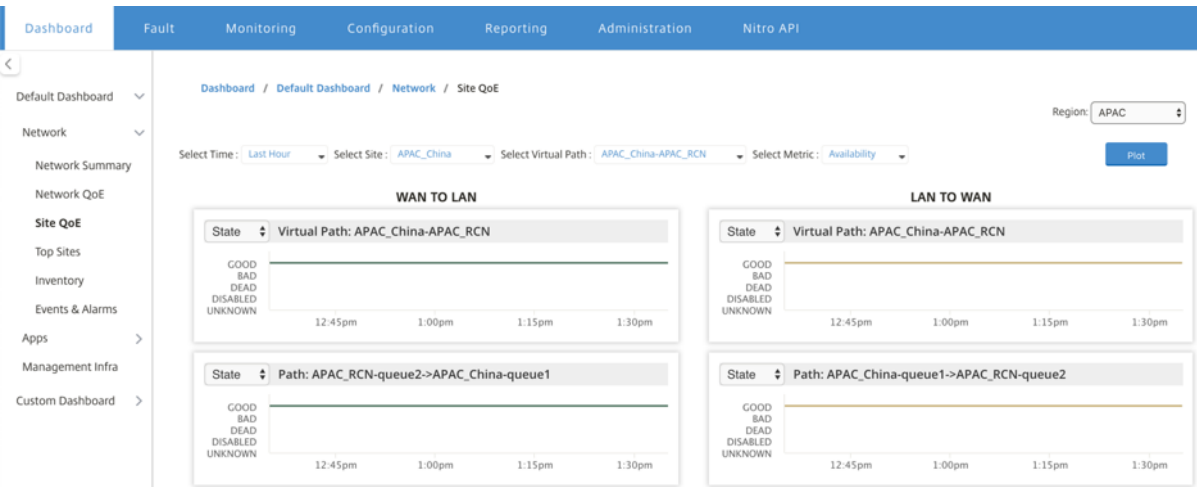 Dashboard Fault Monitoring Configuration Reporting Administration Nitro API
Default Dashboard
Network
Network Summary
Network QoE
Site QoE
Top Sites
Inventory
Events & Alarms
Apps
Management Infra
Custom Dashboard
Dashboard / Default Dashboard / Network / Site QoE
Region: APAC
Select Time : Last Hour Select Site : APAC_China Select Virtual Path : APAC_China-APAC_RCN Select Metric : Availability Plot
WAN TO LAN
State Virtual Path: APAC_China-APAC_RCN
GOOD
BAD
DEAD
DISABLED
UNKNOWN
12:45pm 1:00pm 1:15pm 1:30pm
State Path: APAC_RCN-queue2->APAC_China-queue1
GOOD
BAD
DEAD
DISABLED
UNKNOWN
12:45pm 1:00pm 1:15pm 1:30pm
LAN TO WAN
State Virtual Path: APAC_China-APAC_RCN
GOOD
BAD
DEAD
DISABLED
UNKNOWN
12:45pm 1:00pm 1:15pm 1:30pm
State Path: APAC_China-queue1->APAC_RCN-queue2
GOOD
BAD
DEAD
DISABLED
UNKNOWN
12:45pm 1:00pm 1:15pm 1:30pm